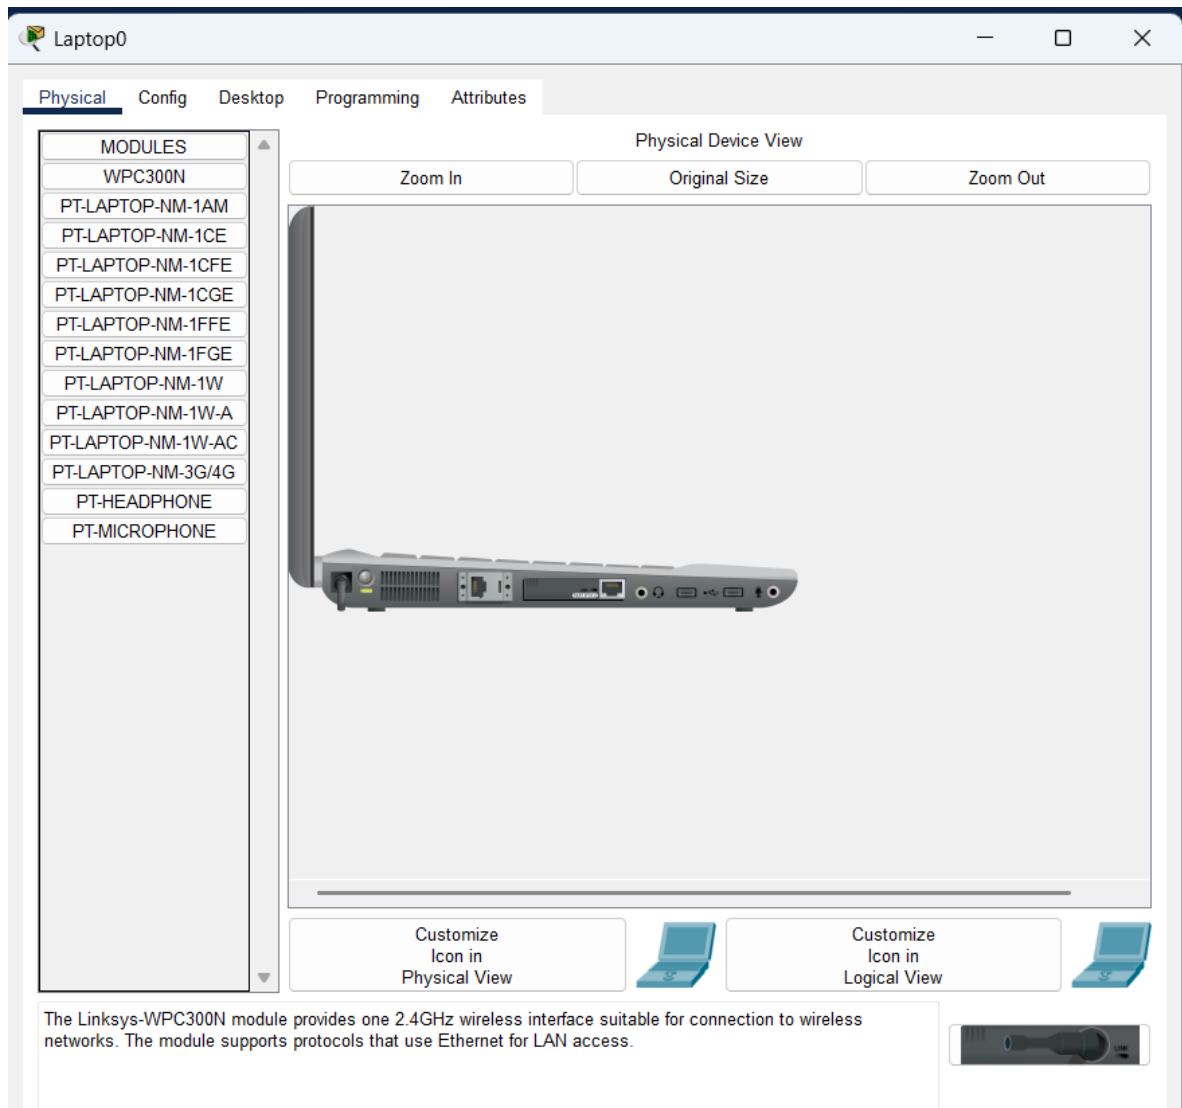 Laptop0
Physical
Config
Desktop
Programming
Attributes
MODULES
WPC300N
PT-LAPTOP-NM-1AM
PT-LAPTOP-NM-1CE
PT-LAPTOP-NM-1CFE
PT-LAPTOP-NM-1CGE
PT-LAPTOP-NM-1FFE
PT-LAPTOP-NM-1FGE
PT-LAPTOP-NM-1W
PT-LAPTOP-NM-1W-A
PT-LAPTOP-NM-1W-AC
PT-LAPTOP-NM-3G/4G
PT-HEADPHONE
PT-MICROPHONE
Physical Device View
Zoom In
Original Size
Zoom Out
Customize
Icon in
Physical View
Customize
Icon in
Logical View
The Linksys-WPC300N module provides one 2.4GHz wireless interface suitable for connection to wireless
networks. The module supports protocols that use Ethernet for LAN access.
LINK